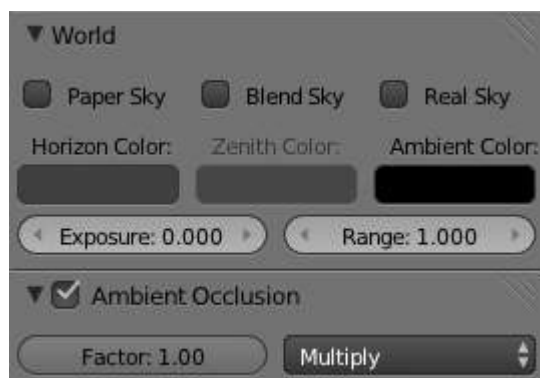 World
Paper Sky Blend Sky Real Sky
Horizon Color: Zenith Color: Ambient Color:
Exposure: 0.000 Range: 1.000
Ambient Occlusion
Factor: 1.00 Multiply